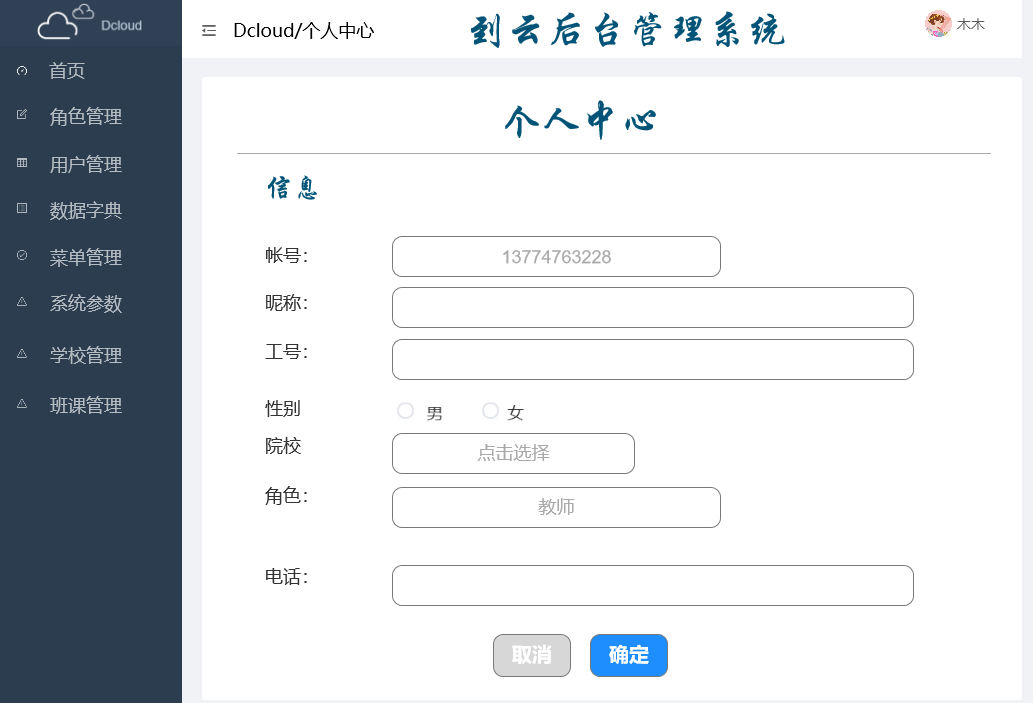 Dcloud
Dcloud/个人中心
到云后台管理系统
木木
首页
角色管理
用户管理
数据字典
菜单管理
系统参数
学校管理
班课管理
个人中心
信息
帐号：
13774763228
昵称：
工号：
性别
男
女
院校
点击选择
角色：
教师
电话：
取消
确定